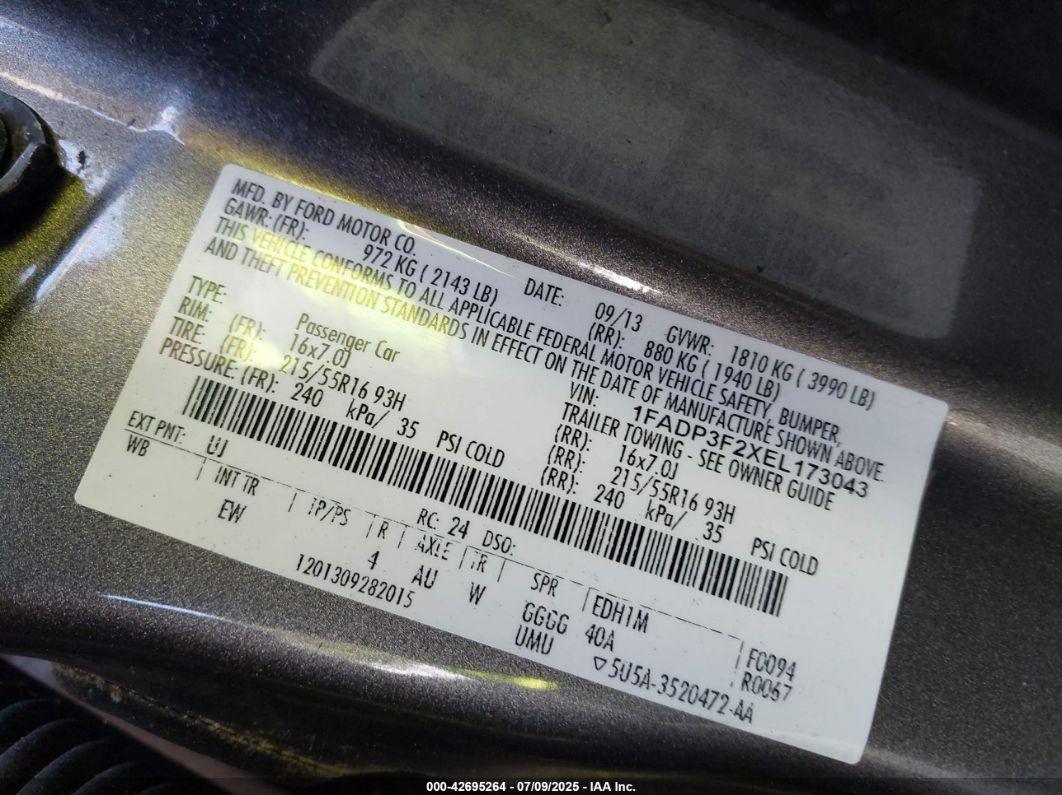 MFD. BY FORD MOTOR CO.
DATE: 09/13 GVWR: 1810 KG ( 3990 LB)
GAWR: (FR): 972 KG ( 2143 LB) (RR): 880 KG ( 1940 LB)
THIS VEHICLE CONFORMS TO ALL APPLICABLE FEDERAL MOTOR VEHICLE SAFETY, BUMPER,
AND THEFT PREVENTION STANDARDS IN EFFECT ON THE DATE OF MANUFACTURE SHOWN ABOVE.
VIN: 1FADP3F2XEL173043
TYPE: Passenger Car TRAILER TOWING - SEE OWNER GUIDE
RIM: (FR): 16x7.0J (RR): 16x7.0J
TIRE: (FR): 215/55R16 93H (RR): 215/55R16 93H
PRESSURE: (FR): 240 kPa/ 35 PSI COLD (RR): 240 kPa/ 35 PSI COLD
EXT PNT: UJ RC: 24 DSO:
WB INT TR TP/PS R AXLE TR SPR EDH1M F0094
EW 4 AU W GGGG 40A R0067
1201309282015 UMU ▽5U5A-3520472-AA
000-42695264 - 07/09/2025 - IAA Inc.